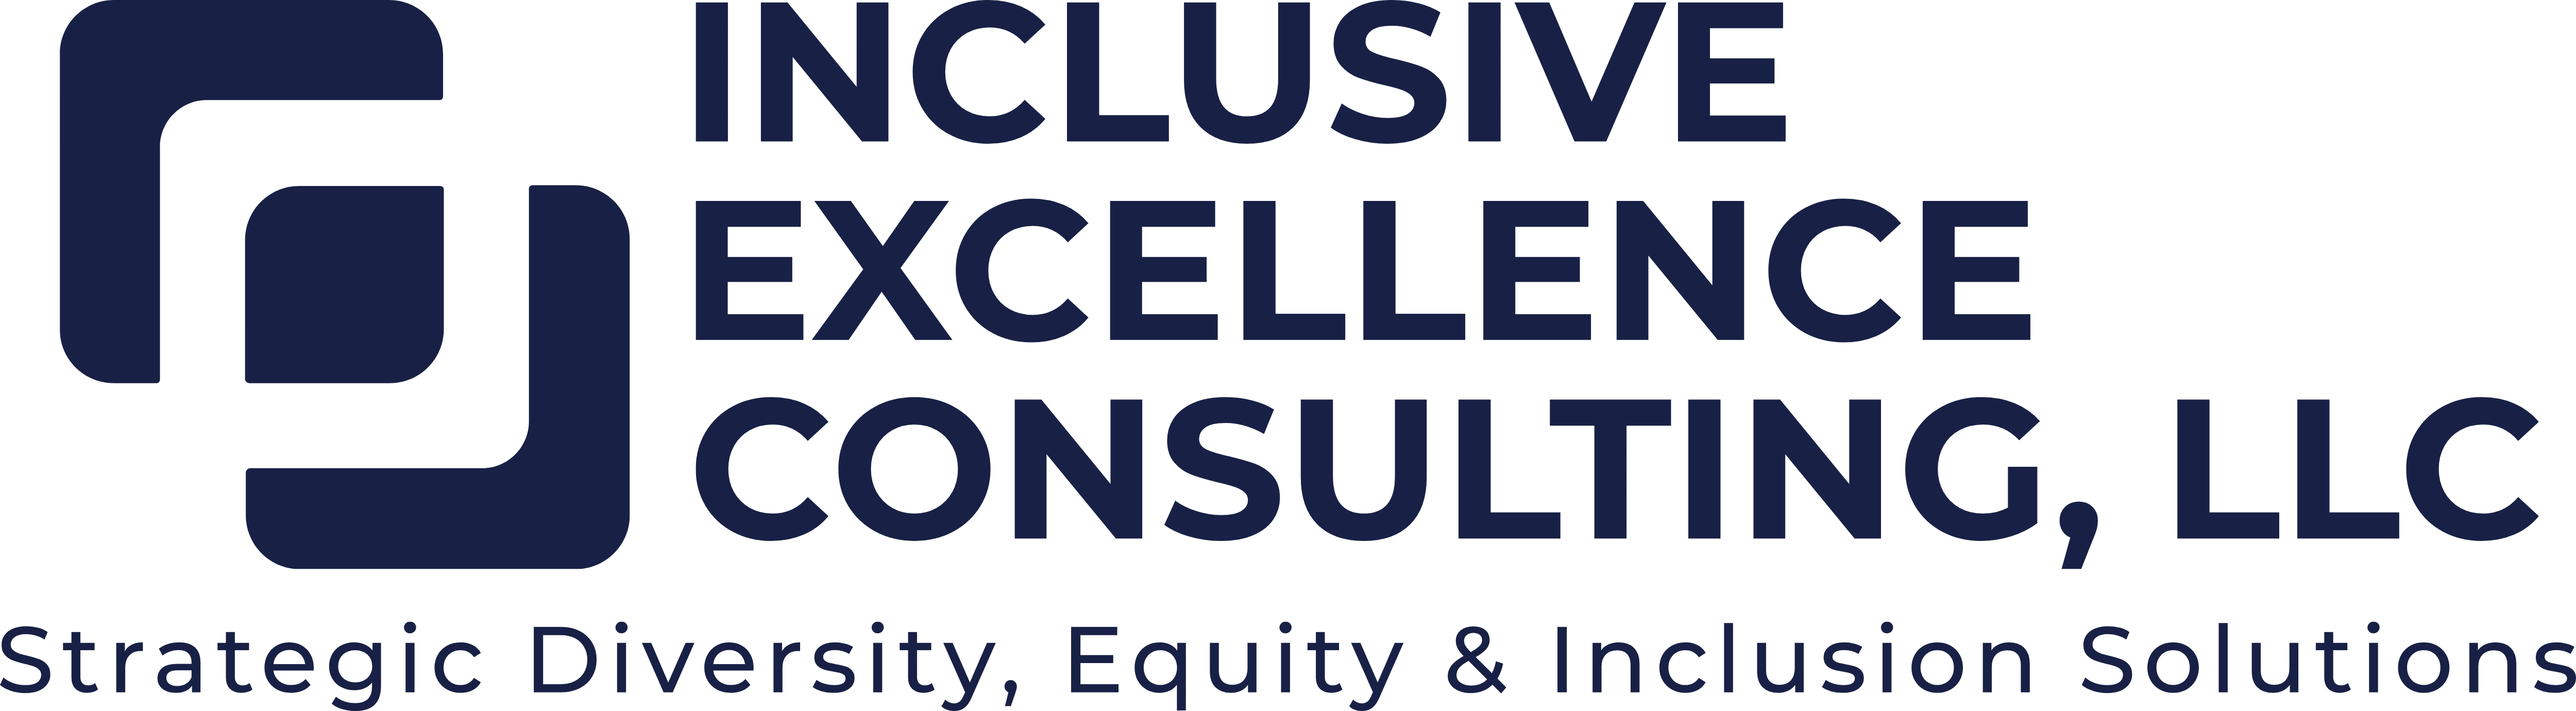 INCLUSIVE
EXCELLENCE
CONSULTING, LLC
Strategic Diversity, Equity & Inclusion Solutions